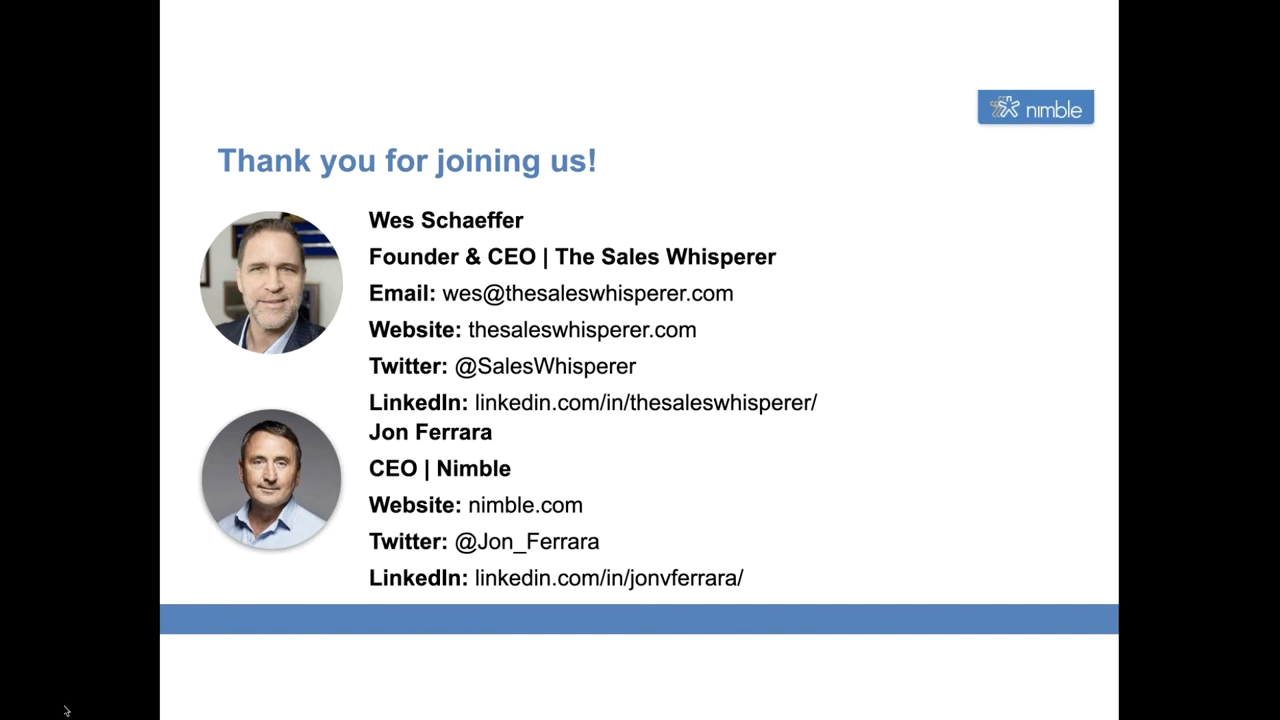 nimble
Thank you for joining us!
Wes Schaeffer
Founder & CEO | The Sales Whisperer
Email: wes@thesaleswhisperer.com
Website: thesaleswhisperer.com
Twitter: @SalesWhisperer
LinkedIn: linkedin.com/in/thesaleswhisperer/
Jon Ferrara
CEO | Nimble
Website: nimble.com
Twitter: @Jon_Ferrara
LinkedIn: linkedin.com/in/jonvferrara/